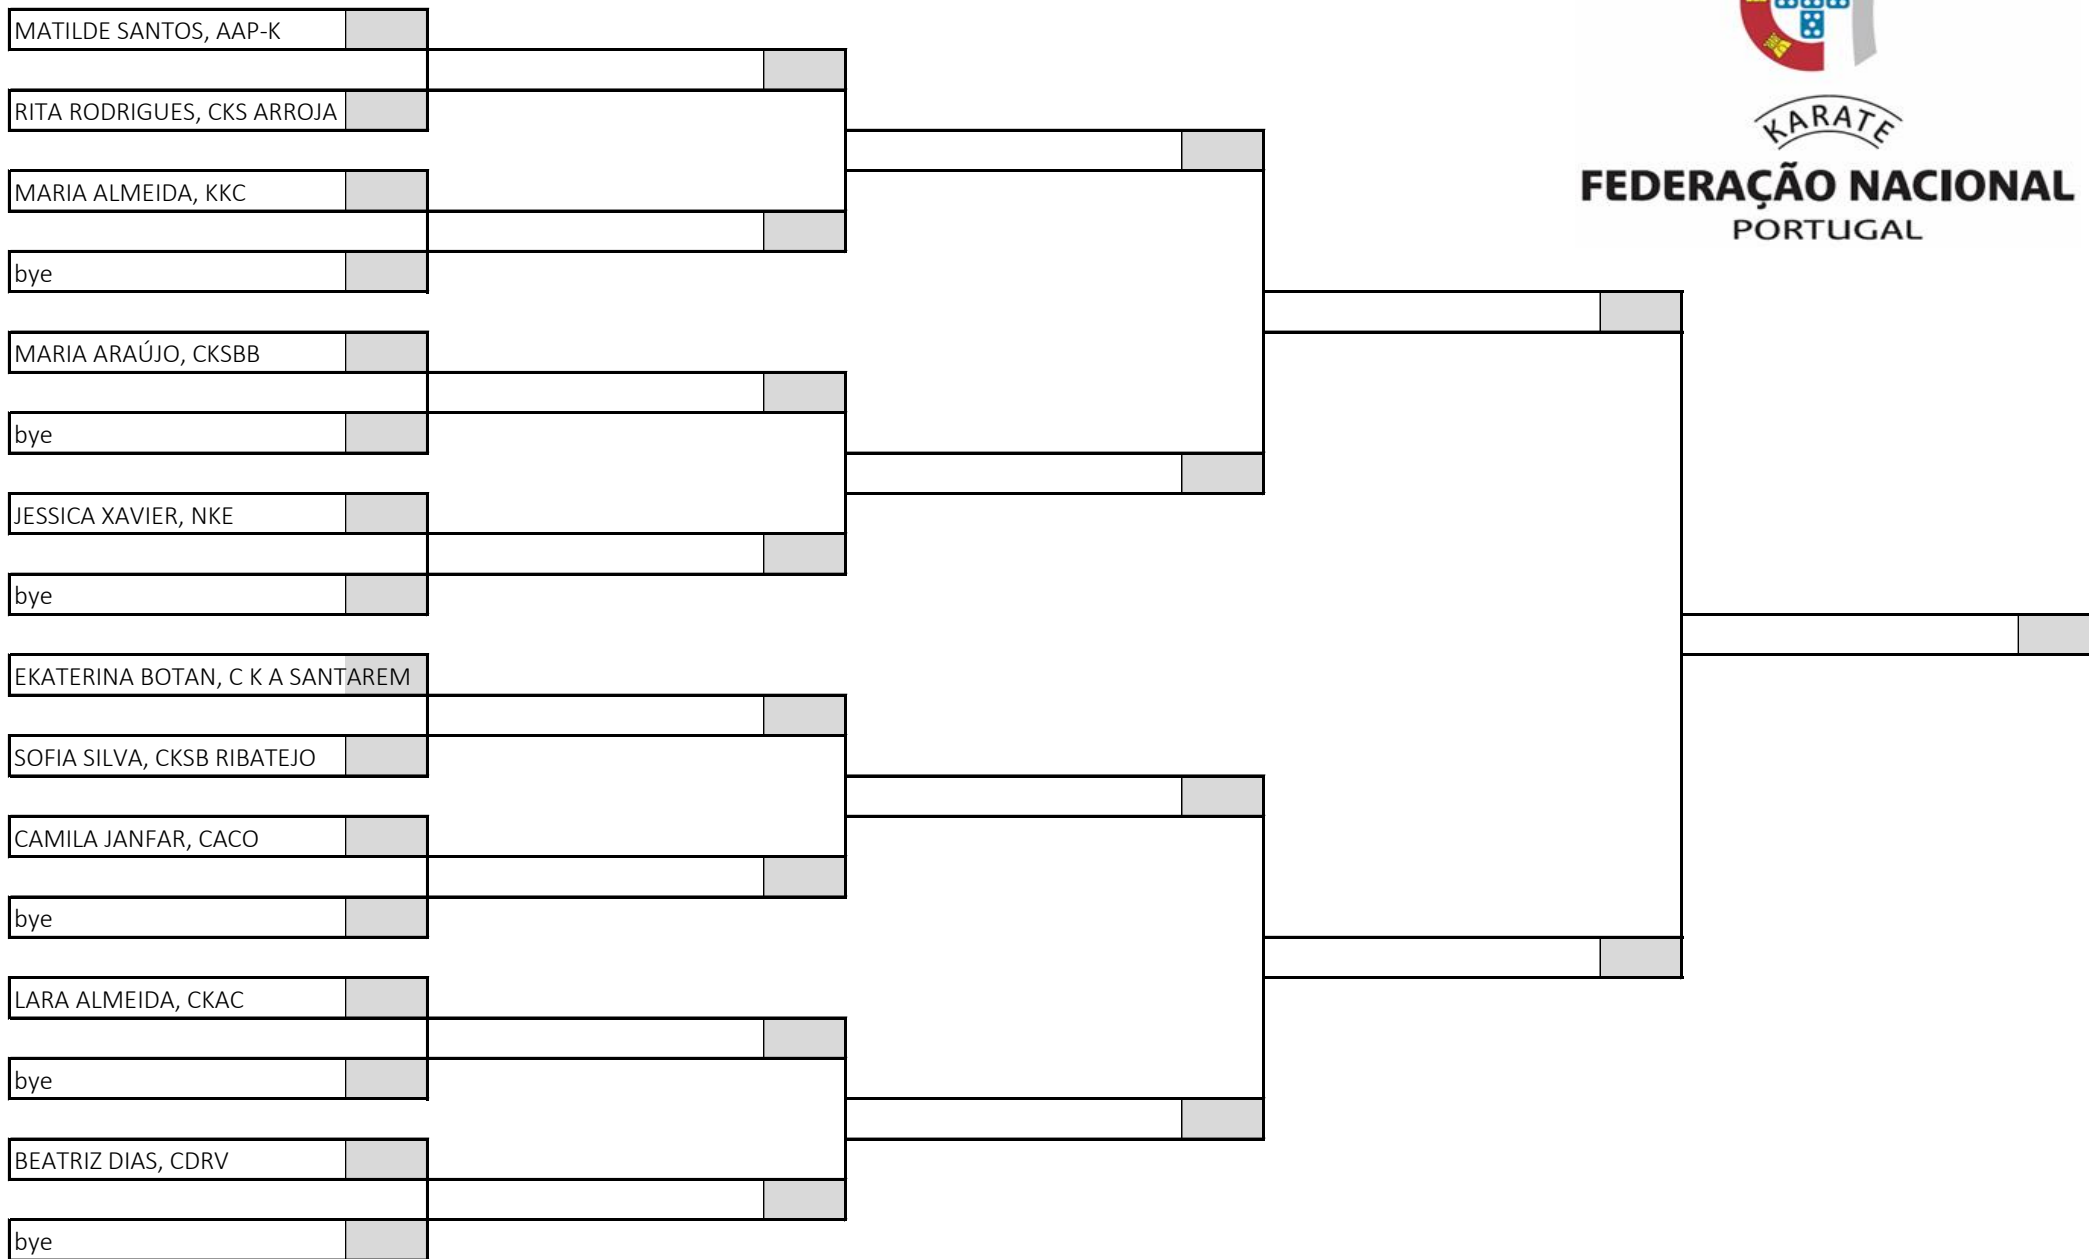 MATILDE SANTOS, AAP-K
RITA RODRIGUES, CKS ARROJA
MARIA ALMEIDA, KKC
bye
MARIA ARAÚJO, CKSBB
bye
JESSICA XAVIER, NKE
bye
EKATERINA BOTAN, C K A SANTAREM
SOFIA SILVA, CKSB RIBATEJO
CAMILA JANFAR, CACO
bye
LARA ALMEIDA, CKAC
bye
BEATRIZ DIAS, CDRV
bye
KARATE
FEDERAÇÃO NACIONAL
PORTUGAL